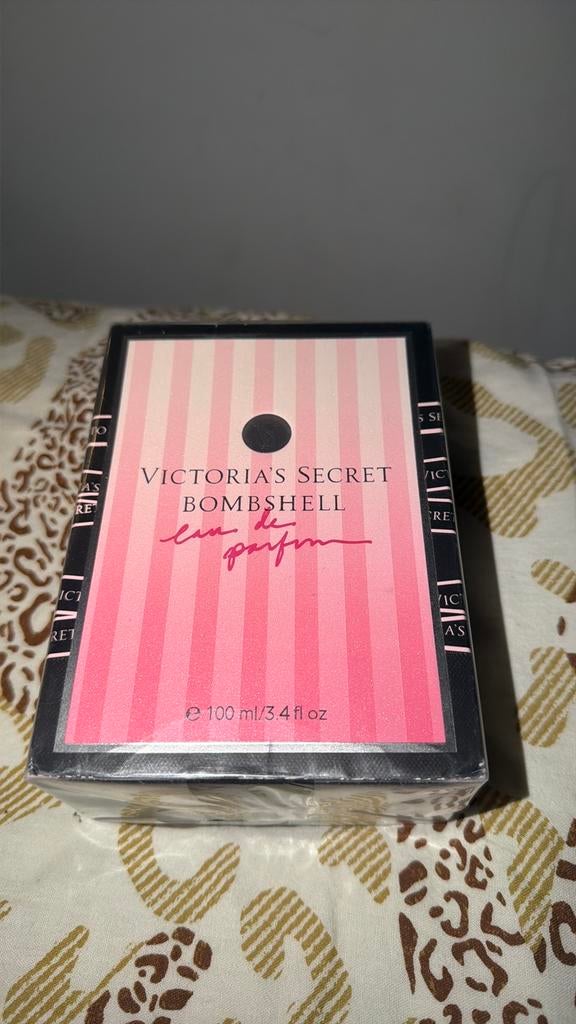 VICTORIA'S SECRET
BOMBSHELL
eau de
parfum
℮ 100 ml/3.4 fl oz